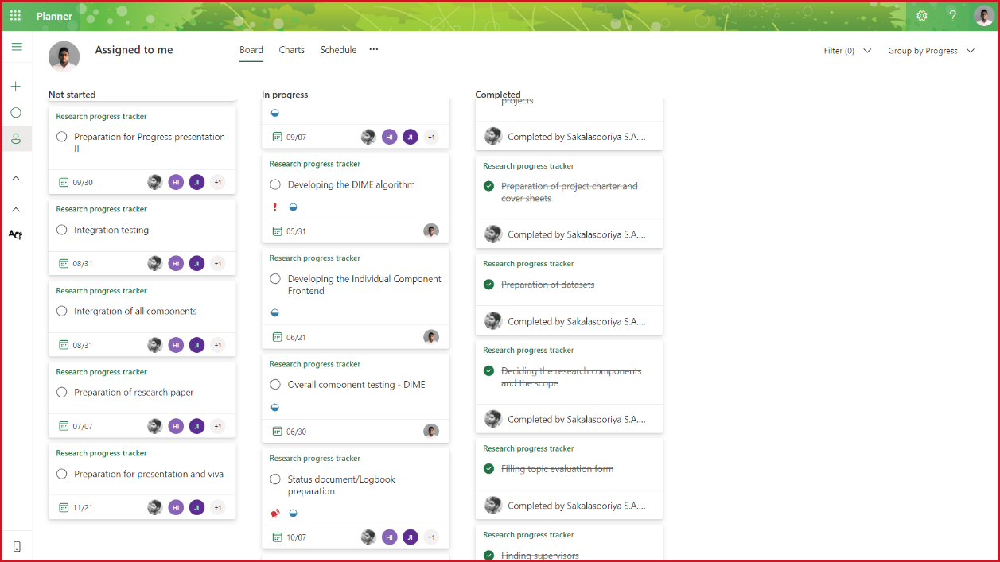 Planner
?
Assigned to me
Board
Charts
Schedule
...
Filter (0)
Group by Progress
Not started
Research progress tracker
Preparation for Progress presentation
II
09/30
HI
JI
+1
Research progress tracker
Integration testing
08/31
HI
JI
+1
Research progress tracker
Intergration of all components
08/31
HI
JI
+1
Research progress tracker
Preparation of research paper
07/07
HI
JI
+1
Research progress tracker
Preparation for presentation and viva
11/21
HI
JI
+1
In progress
09/07
HI
JI
+1
Research progress tracker
Developing the DIME algorithm
05/31
Research progress tracker
Developing the Individual Component
Frontend
06/21
Research progress tracker
Overall component testing - DIME
06/30
Research progress tracker
Status document/Logbook
preparation
10/07
HI
JI
+1
Completed
projects
Completed by Sakalasooriya S.A....
Research progress tracker
Preparation of project charter and
cover sheets
Completed by Sakalasooriya S.A....
Research progress tracker
Preparation of datasets
Completed by Sakalasooriya S.A....
Research progress tracker
Deciding the research components
and the scope
Completed by Sakalasooriya S.A....
Research progress tracker
Filling topic evaluation form
Completed by Sakalasooriya S.A....
Research progress tracker
Finding supervisors